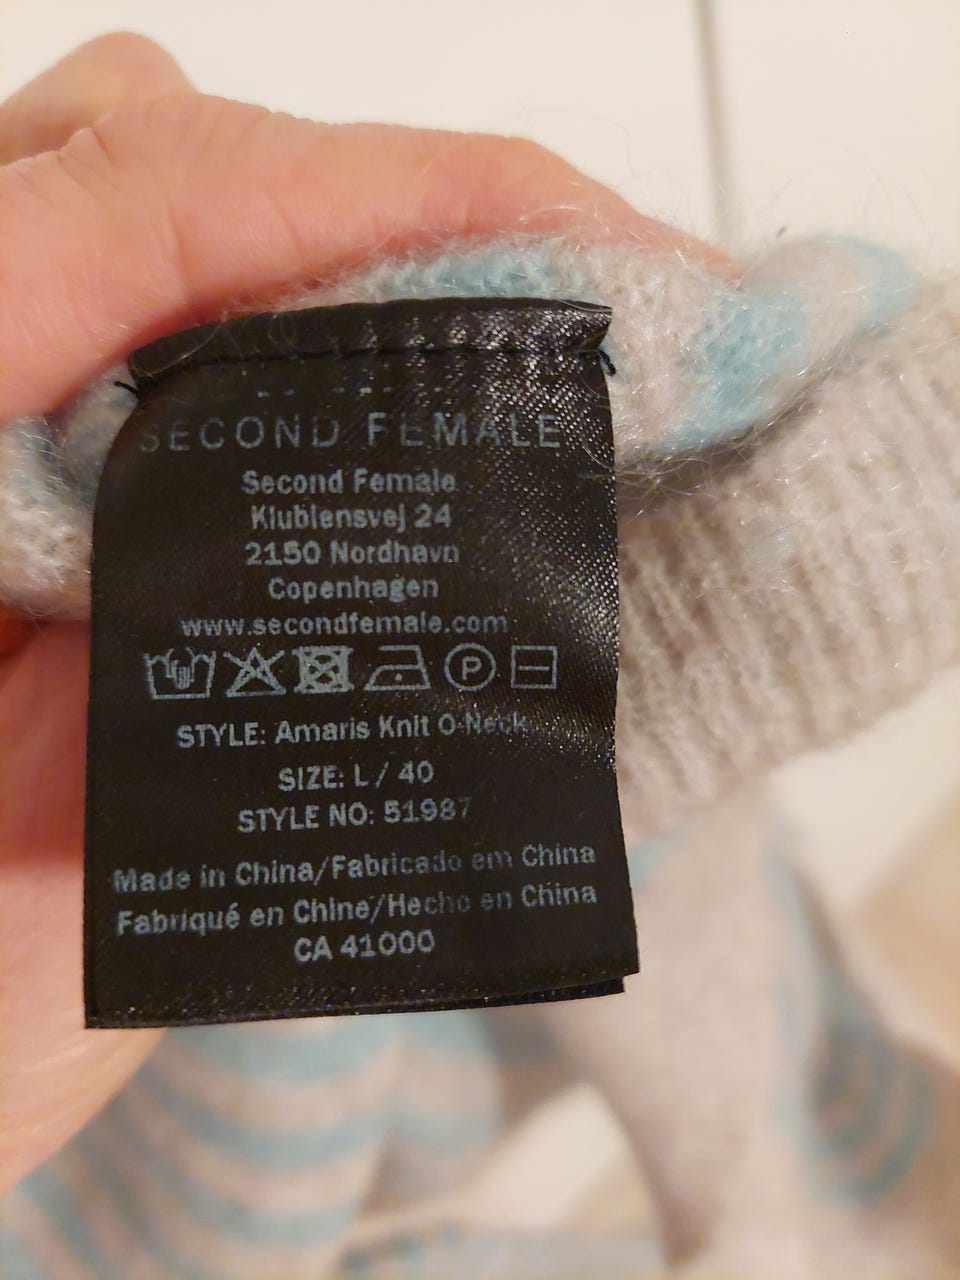 SECOND FEMALE
Second Female
Klubiensvej 24
2150 Nordhavn
Copenhagen
www.secondfemale.com
P
STYLE: Amaris Knit O-Neck
SIZE: L / 40
STYLE NO: 51987
Made in China/Fabricado em China
Fabriqué en Chine/Hecho en China
CA 41000